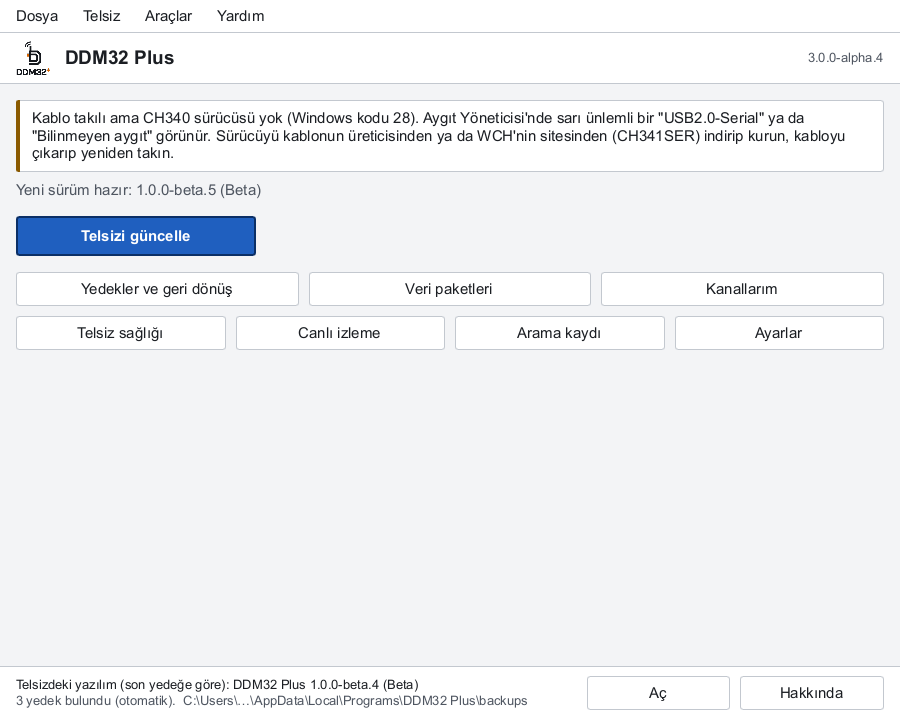 Dosya Telsiz Araçlar Yardım
DDM32+ DDM32 Plus 3.0.0-alpha.4
Kablo takılı ama CH340 sürücüsü yok (Windows kodu 28). Aygıt Yöneticisi'nde sarı ünlemli bir "USB2.0-Serial" ya da
"Bilinmeyen aygıt" görünür. Sürücüyü kablonun üreticisinden ya da WCH'nin sitesinden (CH341SER) indirip kurun, kabloyu
çıkarıp yeniden takın.
Yeni sürüm hazır: 1.0.0-beta.5 (Beta)
Telsizi güncelle
Yedekler ve geri dönüş Veri paketleri Kanallarım
Telsiz sağlığı Canlı izleme Arama kaydı Ayarlar
Telsizdeki yazılım (son yedeğe göre): DDM32 Plus 1.0.0-beta.4 (Beta)
3 yedek bulundu (otomatik). C:\Users\...\AppData\Local\Programs\DDM32 Plus\backups
Aç Hakkında